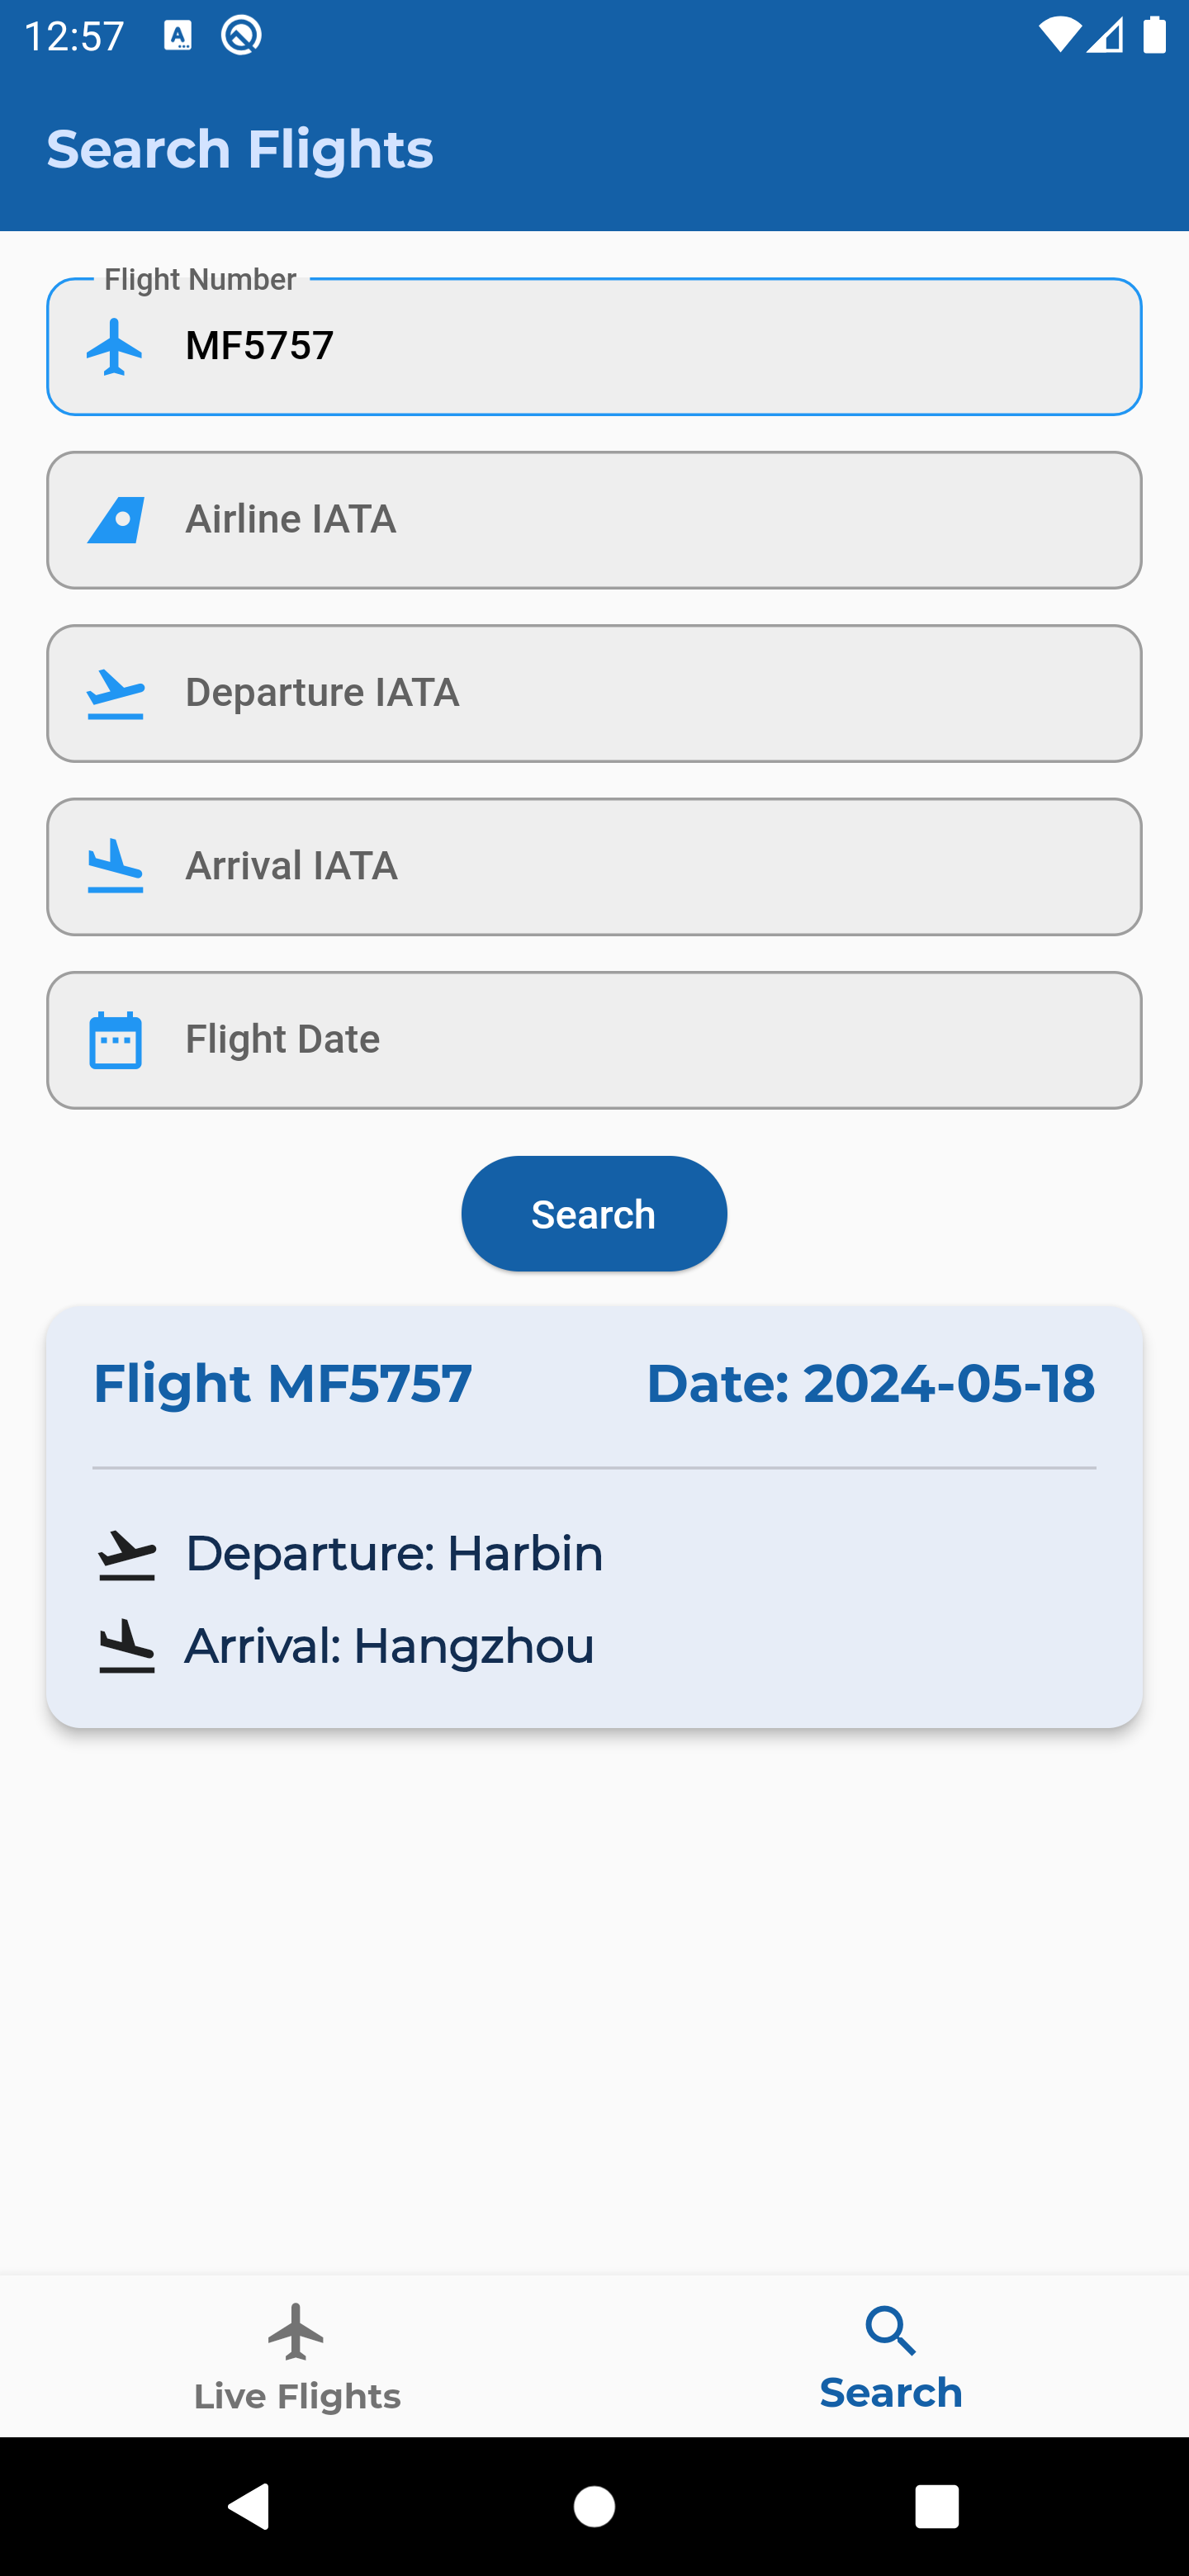 12:57
Search Flights
Flight Number
MF5757
Airline IATA
Departure IATA
Arrival IATA
Flight Date
Search
Flight MF5757 Date: 2024-05-18
Departure: Harbin
Arrival: Hangzhou
Live Flights Search